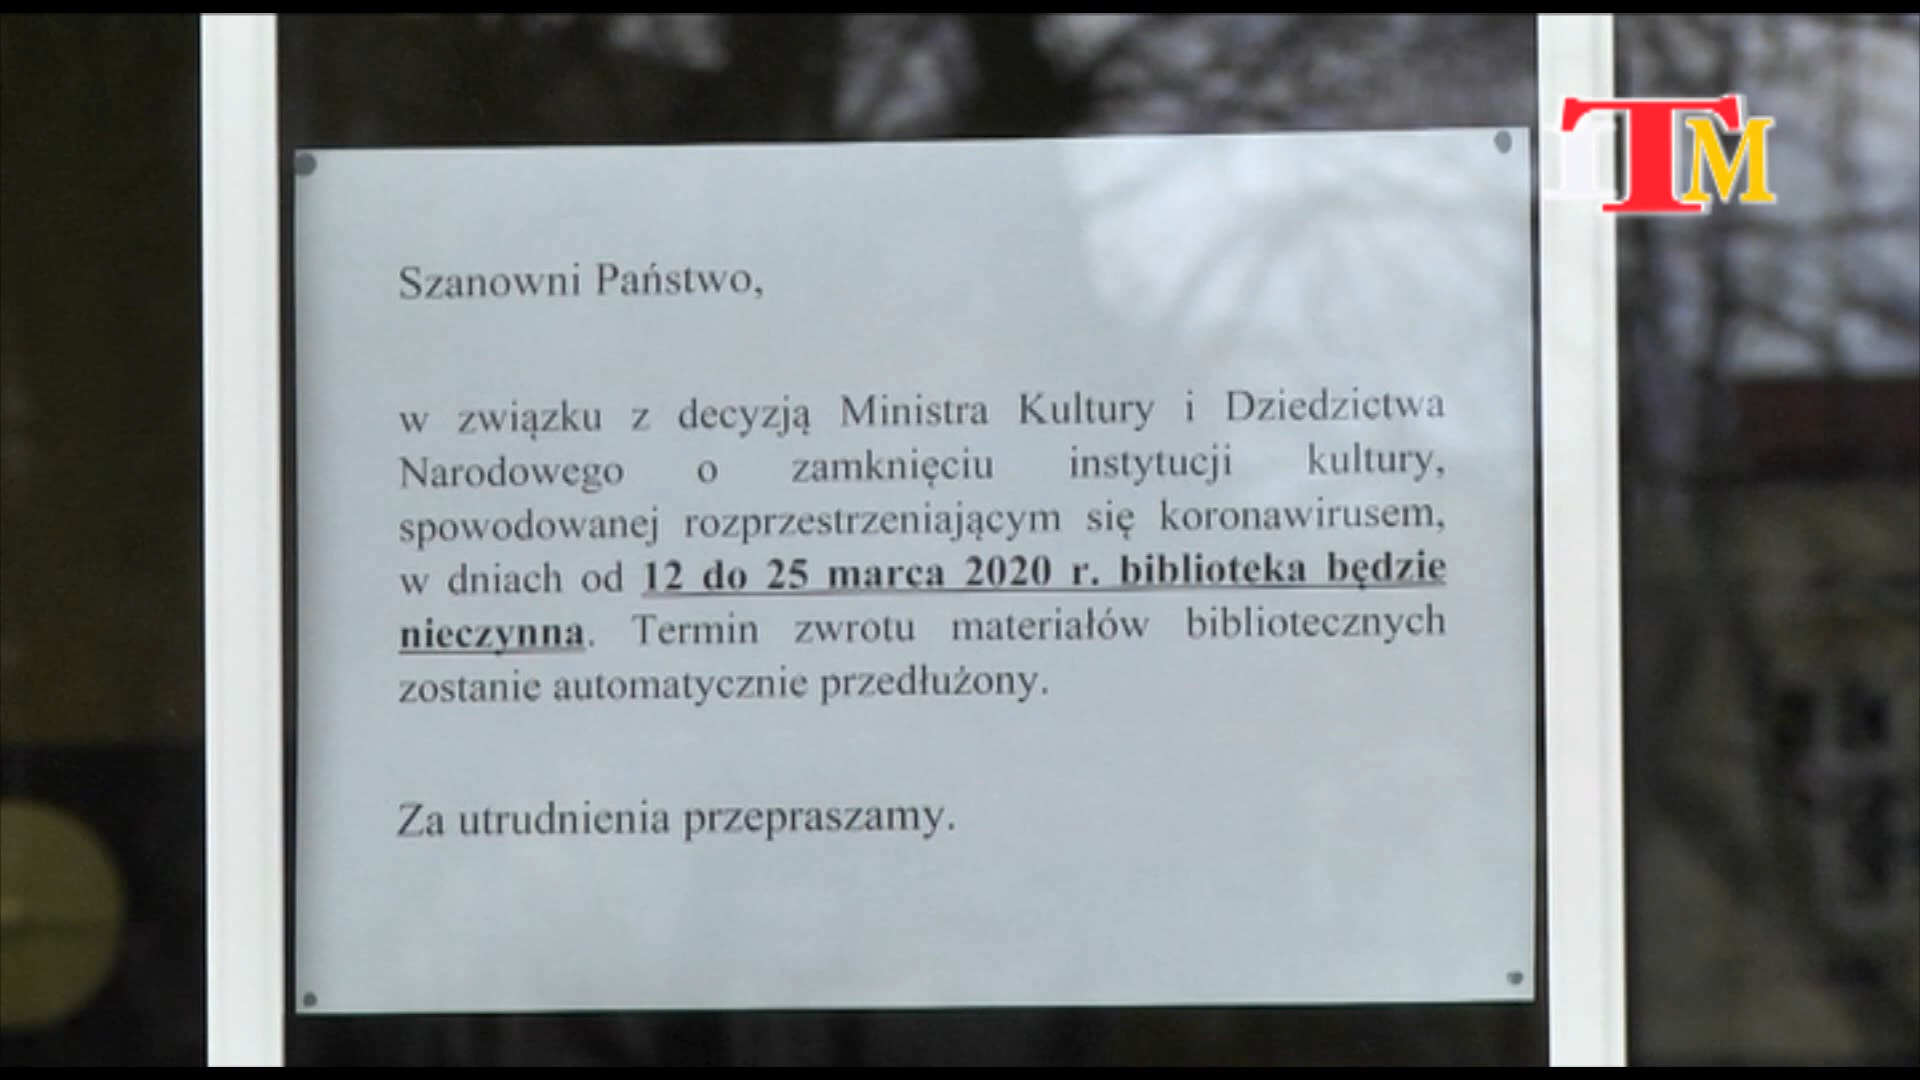 TTM
Szanowni Państwo,
w związku z decyzją Ministra Kultury i Dziedzictwa
Narodowego o zamknięciu instytucji kultury,
spowodowanej rozprzestrzeniającym się koronawirusem,
w dniach od 12 do 25 marca 2020 r. biblioteka będzie
nieczynna. Termin zwrotu materiałów bibliotecznych
zostanie automatycznie przedłużony.
Za utrudnienia przepraszamy.